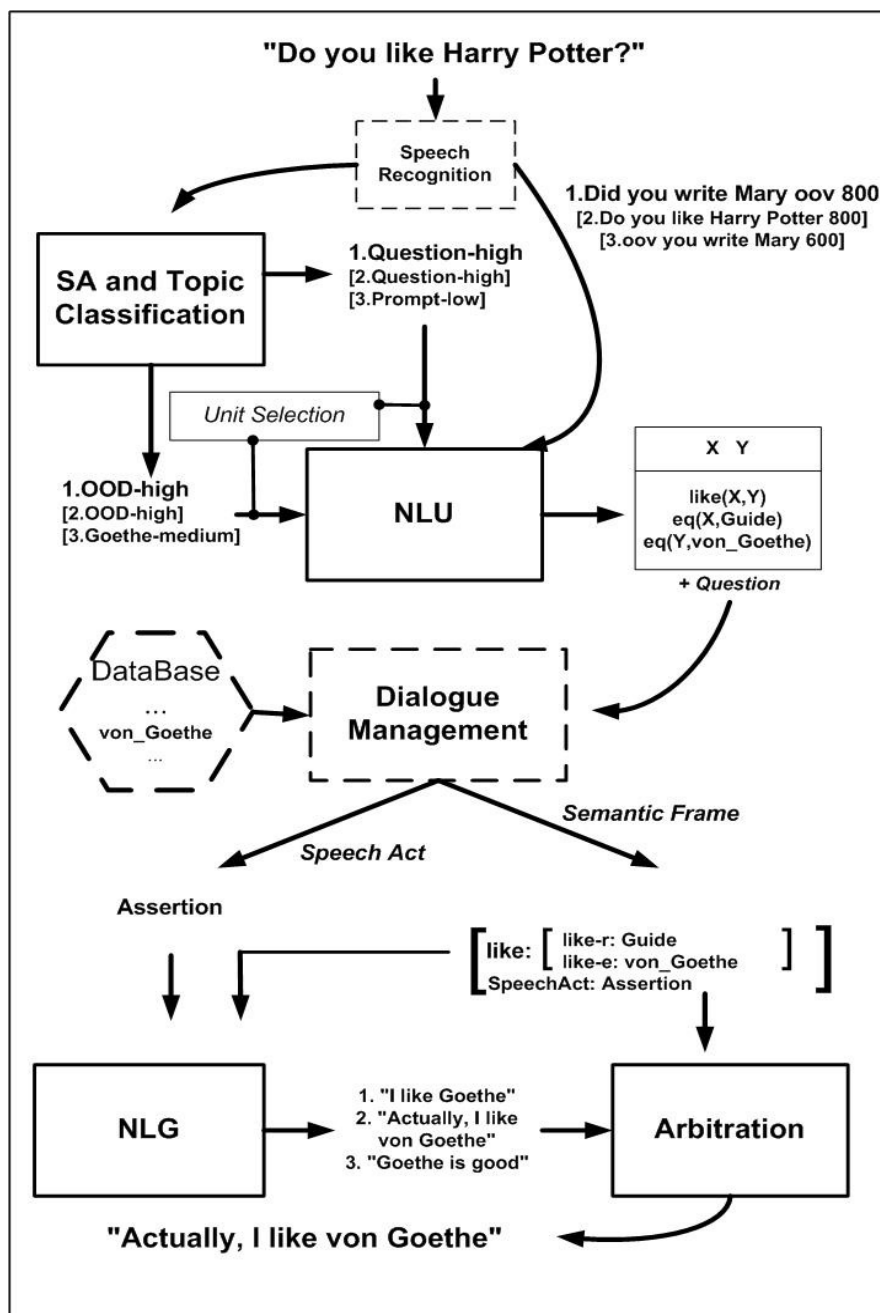 "Do you like Harry Potter?"
Speech
Recognition
1.Did you write Mary oov 800
[2.Do you like Harry Potter 800]
[3.oov you write Mary 600]
SA and Topic
Classification
1.Question-high
[2.Question-high]
[3.Prompt-low]
Unit Selection
1.OOD-high
[2.OOD-high]
[3.Goethe-medium]
NLU
X Y
like(X,Y)
eq(X,Guide)
eq(Y,von_Goethe)
+ Question
DataBase
...
von_Goethe
...
Dialogue
Management
Semantic Frame
Speech Act
Assertion
[like: [like-r: Guide
like-e: von_Goethe]
SpeechAct: Assertion]
NLG
1. "I like Goethe"
2. "Actually, I like
von Goethe"
3. "Goethe is good"
Arbitration
"Actually, I like von Goethe"